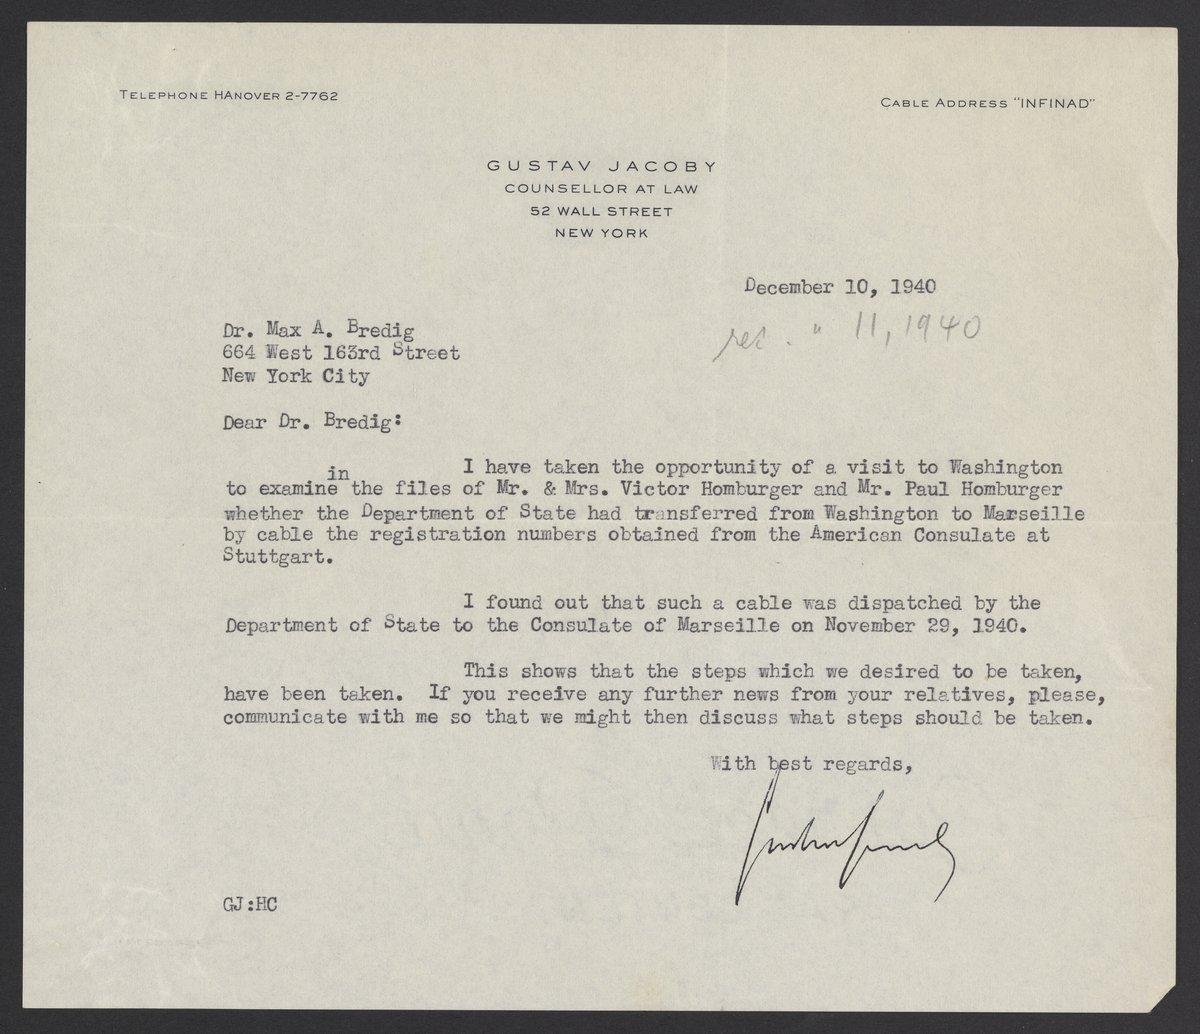 TELEPHONE HANOVER 2-7762
CABLE ADDRESS "INFINAD"
GUSTAV JACOBY
COUNSELLOR AT LAW
52 WALL STREET
NEW YORK
December 10, 1940
rec. " 11, 1940
Dr. Max A. Bredig
664 West 163rd Street
New York City
Dear Dr. Bredig:
I have taken the opportunity of a visit to Washington
in
to examine the files of Mr. & Mrs. Victor Homburger and Mr. Paul Homburger
whether the Department of State had transferred from Washington to Marseille
by cable the registration numbers obtained from the American Consulate at
Stuttgart.
I found out that such a cable was dispatched by the
Department of State to the Consulate of Marseille on November 29, 1940.
This shows that the steps which we desired to be taken,
have been taken. If you receive any further news from your relatives, please,
communicate with me so that we might then discuss what steps should be taken.
With best regards,
GJ:HC